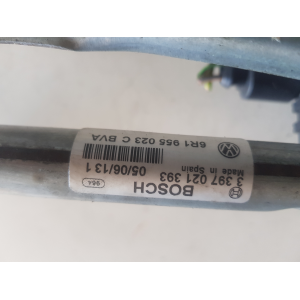 6R1 955 023 C BVA
05/06/13 1
BOSCH
Made in Spain
3 397 021 393